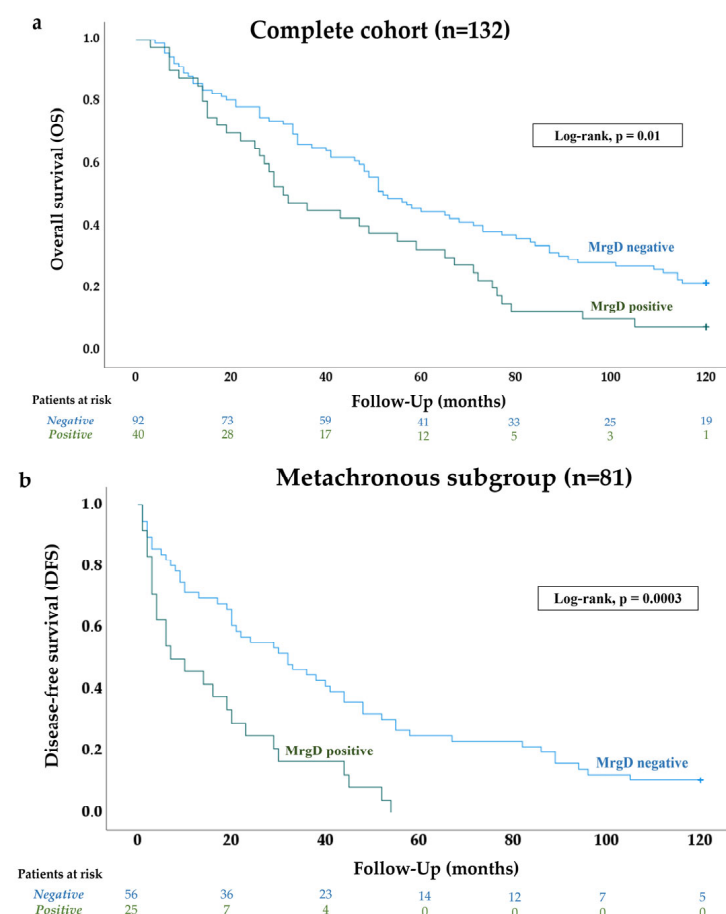 a
Complete cohort (n=132)
Overall survival (OS)
1.0
0.8
0.6
0.4
0.2
0.0
Log-rank, p = 0.01
MrgD negative
MrgD positive
0 20 40 60 80 100 120
Patients at risk
Follow-Up (months)
Negative 92 73 59 41 33 25 19
Positive 40 28 17 12 5 3 1
b
Metachronous subgroup (n=81)
Disease-free survival (DFS)
1.0
0.8
0.6
0.4
0.2
0.0
Log-rank, p = 0.0003
MrgD positive
MrgD negative
0 20 40 60 80 100 120
Patients at risk
Follow-Up (months)
Negative 56 36 23 14 12 7 5
Positive 25 7 4 0 0 0 0